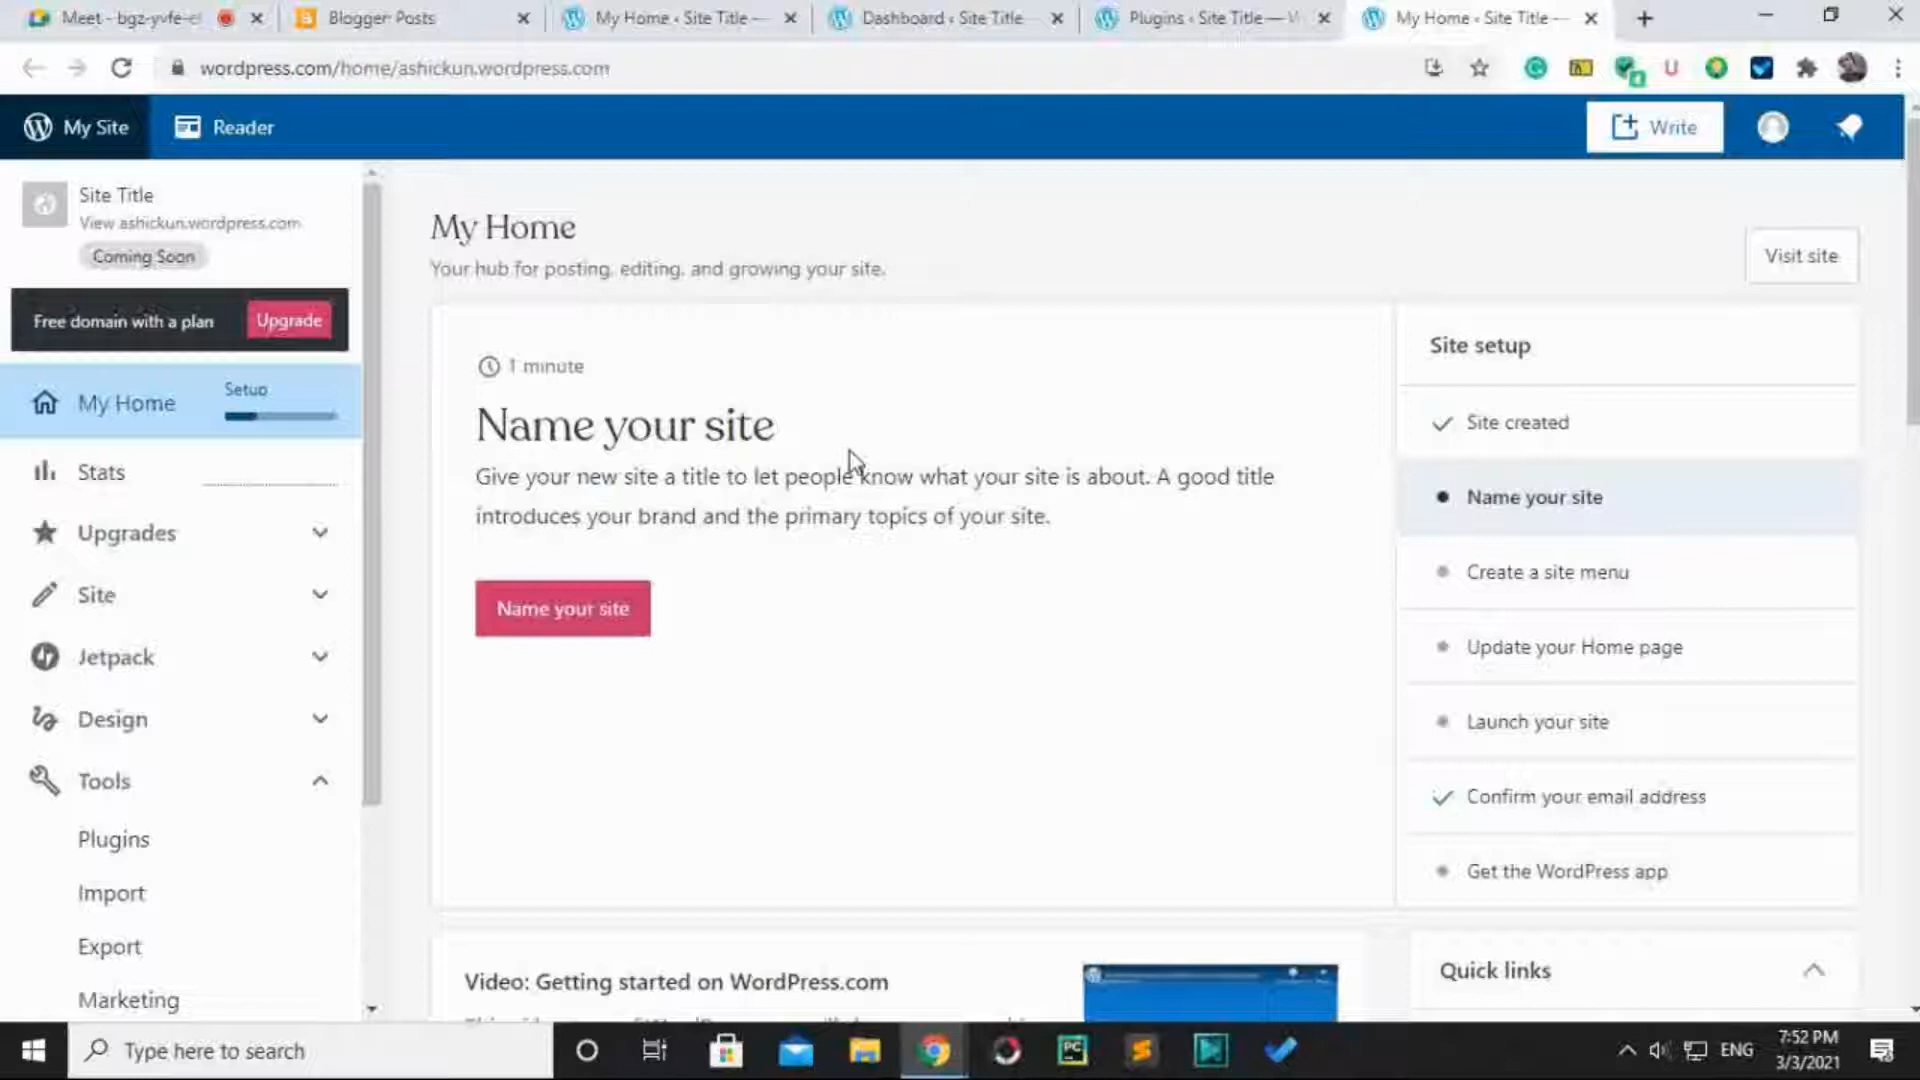 Meet - bgz-yvfe-e
Blogger: Posts
My Home ‹ Site Title —
Dashboard ‹ Site Title
Plugins ‹ Site Title — W
My Home ‹ Site Title —
wordpress.com/home/ashickun.wordpress.com
My Site
Reader
Write
Site Title
View ashickun.wordpress.com
Coming Soon
Free domain with a plan
Upgrade
My Home
Setup
Stats
Upgrades
Site
Jetpack
Design
Tools
Plugins
Import
Export
Marketing
My Home
Your hub for posting, editing, and growing your site.
Visit site
1 minute
Name your site
Give your new site a title to let people know what your site is about. A good title
introduces your brand and the primary topics of your site.
Name your site
Site setup
Site created
Name your site
Create a site menu
Update your Home page
Launch your site
Confirm your email address
Get the WordPress app
Video: Getting started on WordPress.com
Quick links
Type here to search
PC
ENG
7:52 PM
3/3/2021